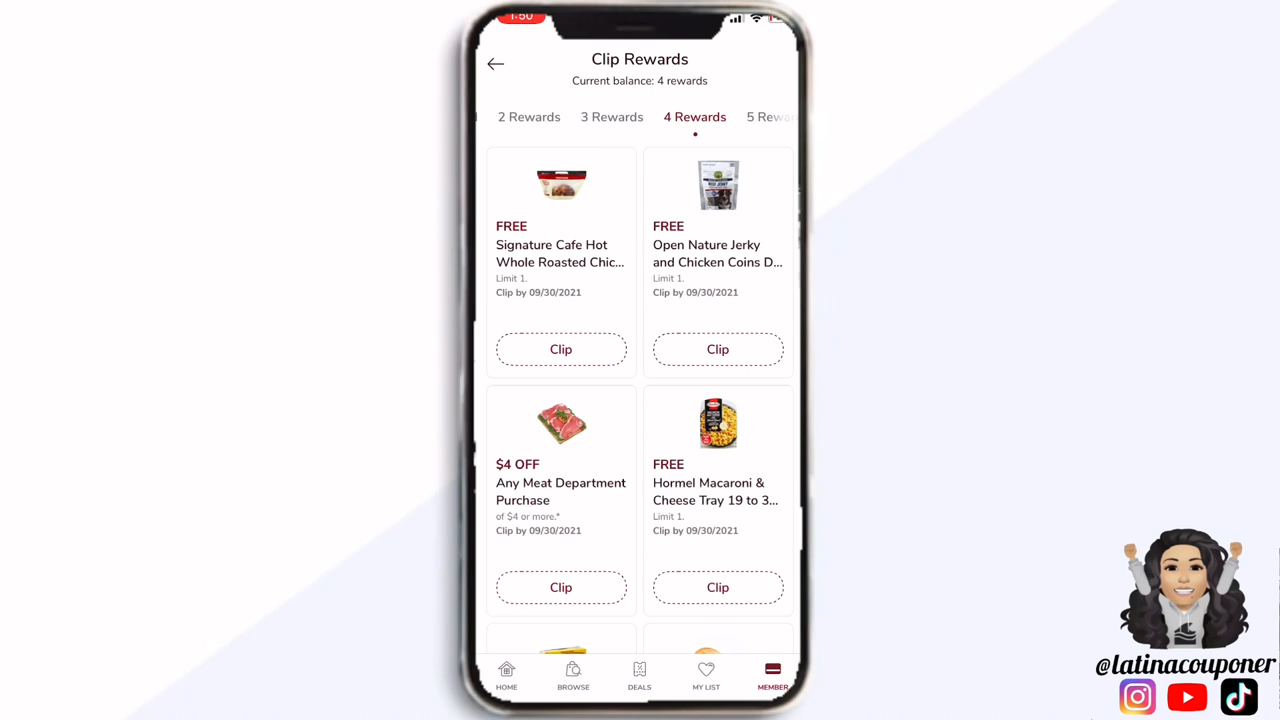 1:50
Clip Rewards
Current balance: 4 rewards
2 Rewards 3 Rewards 4 Rewards 5 Rewar
FREE
Signature Cafe Hot
Whole Roasted Chic...
Limit 1.
Clip by 09/30/2021
Clip
FREE
Open Nature Jerky
and Chicken Coins D...
Limit 1.
Clip by 09/30/2021
Clip
$4 OFF
Any Meat Department
Purchase
of $4 or more.*
Clip by 09/30/2021
Clip
FREE
Hormel Macaroni &
Cheese Tray 19 to 3...
Limit 1.
Clip by 09/30/2021
Clip
HOME BROWSE DEALS MY LIST MEMBER
@latinacouponer